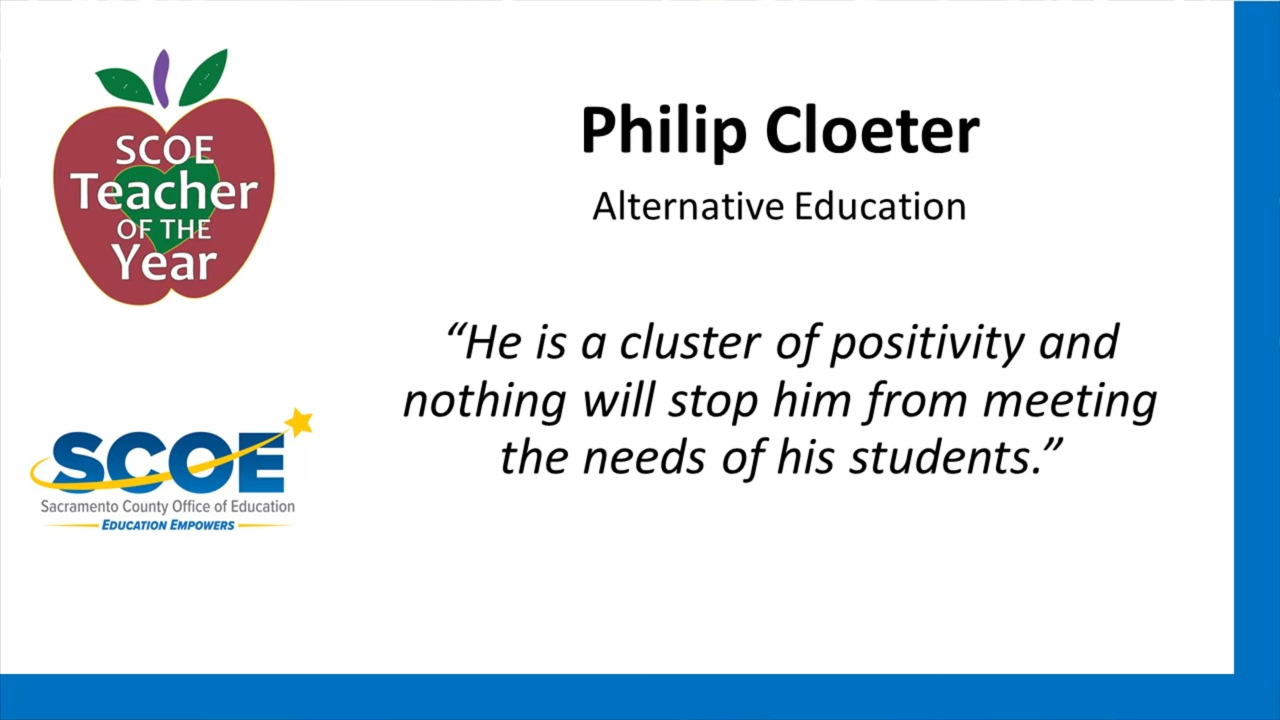 SCOE
Teacher
OF THE
Year
Philip Cloeter
Alternative Education
“He is a cluster of positivity and
nothing will stop him from meeting
the needs of his students.”
SCOE
Sacramento County Office of Education
EDUCATION EMPOWERS